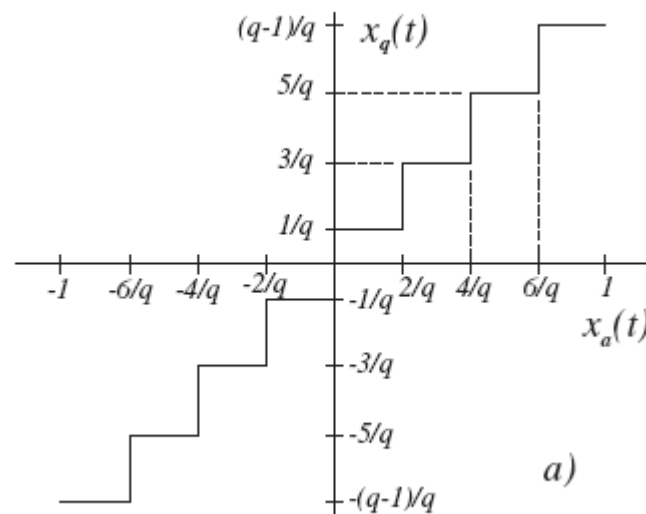 (q-1)/q x_q(t)
5/q
3/q
1/q
-1 -6/q -4/q -2/q 2/q 4/q 6/q 1
-1/q
x_a(t)
-3/q
-5/q
a)
-(q-1)/q